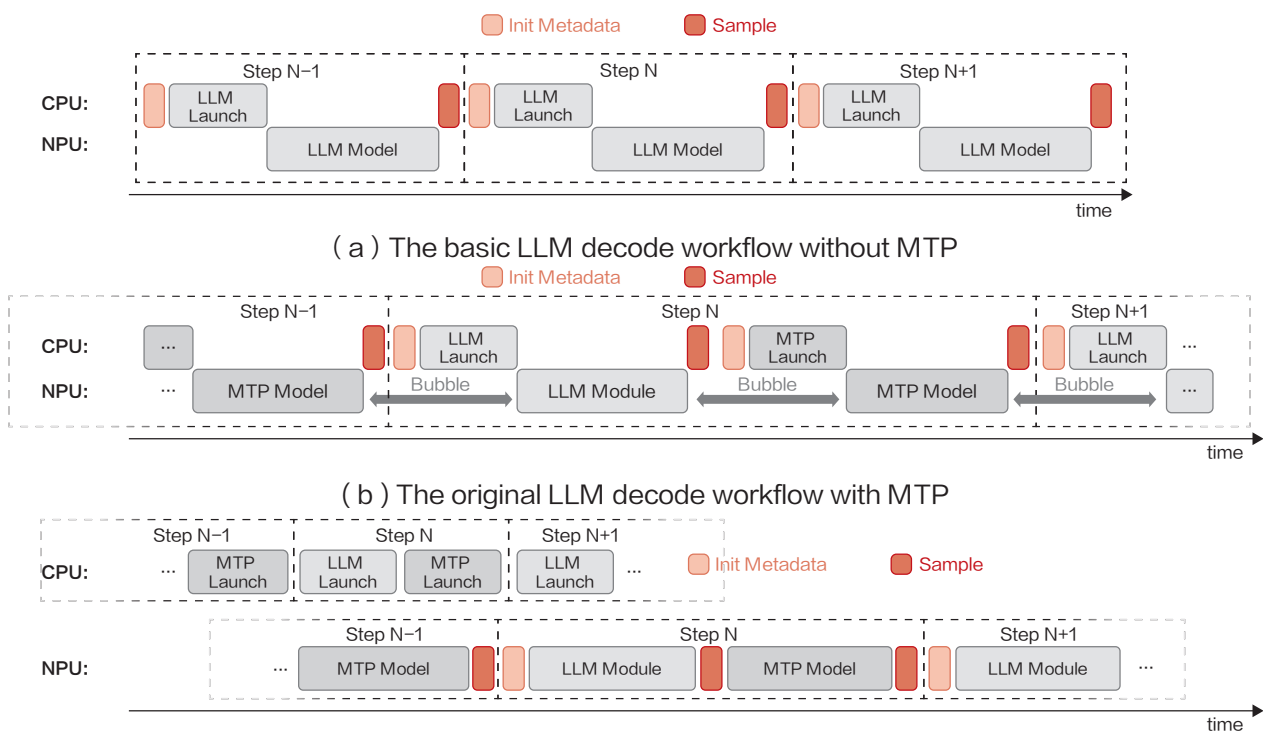 Init Metadata Sample
Step N−1 Step N Step N+1
CPU: LLM Launch LLM Launch LLM Launch
NPU: LLM Model LLM Model LLM Model
time
( a ) The basic LLM decode workflow without MTP
Init Metadata Sample
Step N−1 Step N Step N+1
CPU: ... LLM Launch MTP Launch LLM Launch ...
NPU: ... MTP Model Bubble LLM Module Bubble MTP Model Bubble ...
time
( b ) The original LLM decode workflow with MTP
Step N−1 Step N Step N+1
CPU: ... MTP Launch LLM Launch MTP Launch LLM Launch ... Init Metadata Sample
Step N−1 Step N Step N+1
NPU: ... MTP Model LLM Module MTP Model LLM Module ...
time